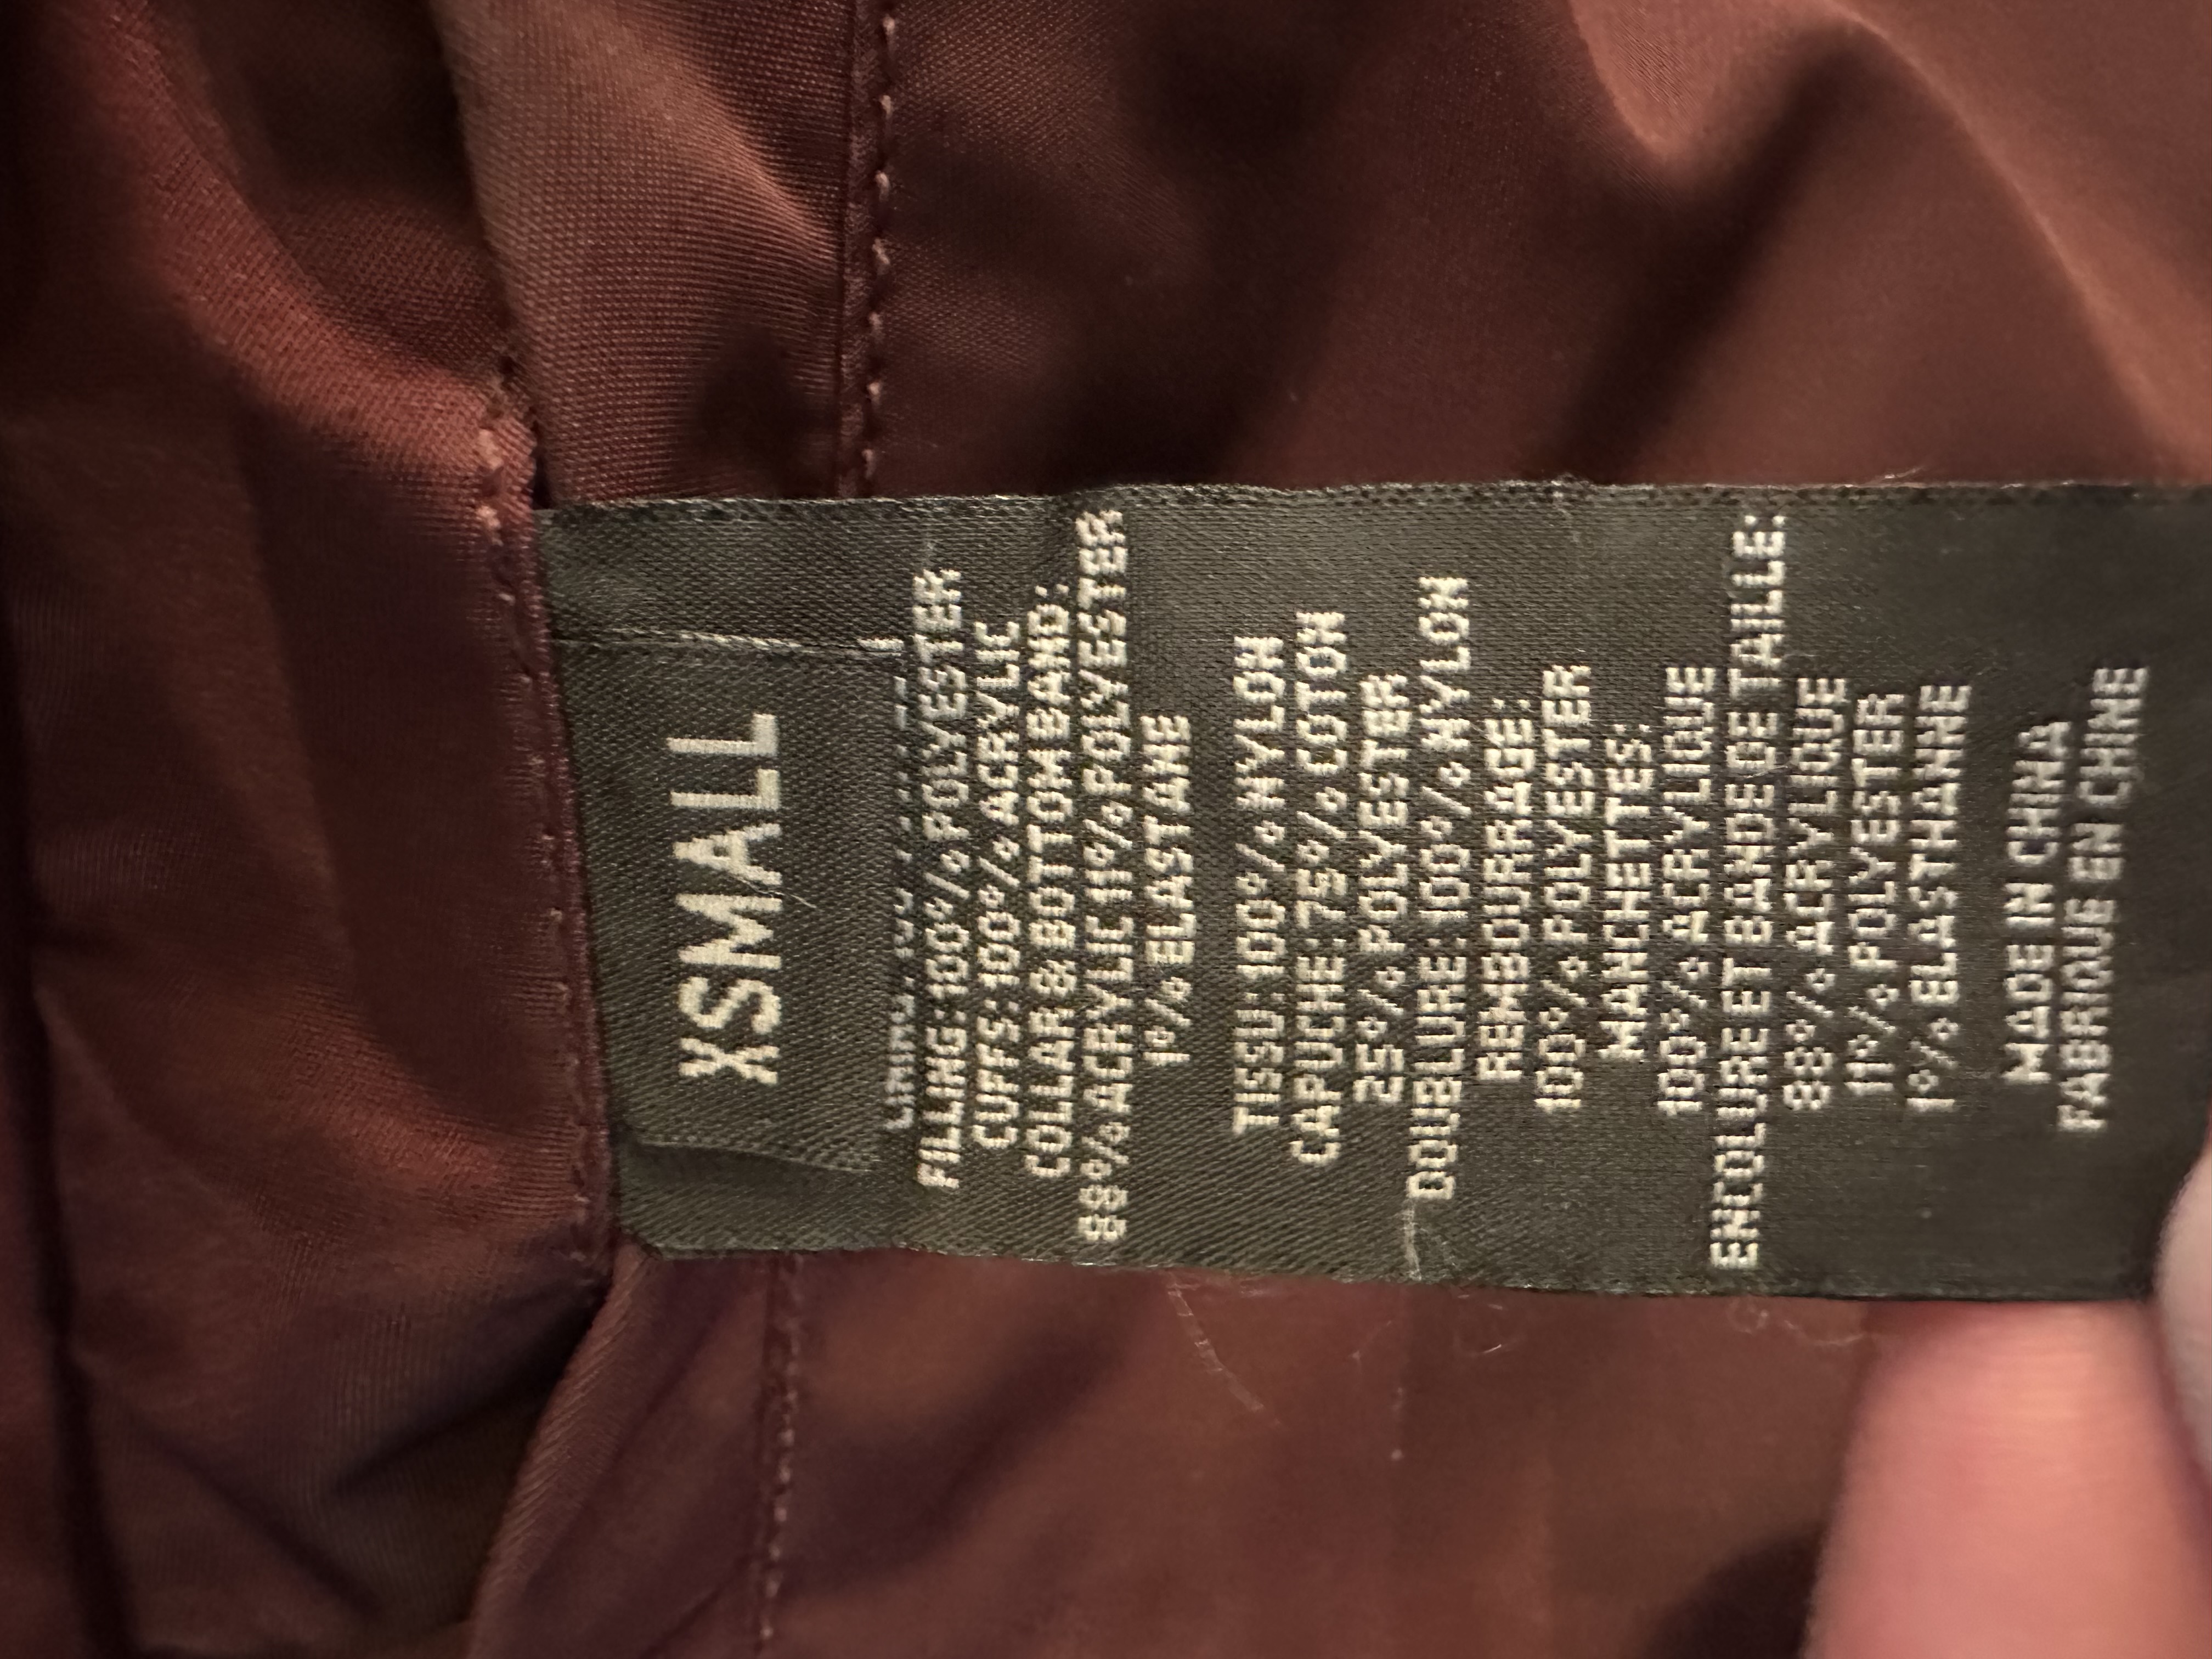 XSMALL
FILLING: 100% POLYESTER
CUFFS: 100% ACRYLIC
COLLAR & BOTTOM BAND:
88% ACRYLIC 11% POLYESTER
1% ELASTANE
TISSU: 100% NYLON
CAPUCHE: 75% COTON
25% POLYESTER
DOUBLURE: 100% NYLON
REMBOURRAGE:
100% POLYESTER
MANCHETTES:
100% ACRYLIQUE
ENCOLURE ET BANDE DE TAILLE:
88% ACRYLIQUE
11% POLYESTER
1% ELASTHANNE
MADE IN CHINA
FABRIQUE EN CHINE